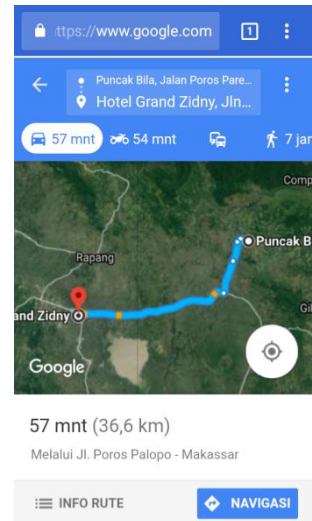 ttps://www.google.com 1
Puncak Bila, Jalan Poros Pare...
Hotel Grand Zidny, Jln...
57 mnt 54 mnt 7 jar
Comp
Puncak B
Rapang
Gi
and Zidny
Google
57 mnt (36,6 km)
Melalui Jl. Poros Palopo - Makassar
INFO RUTE NAVIGASI